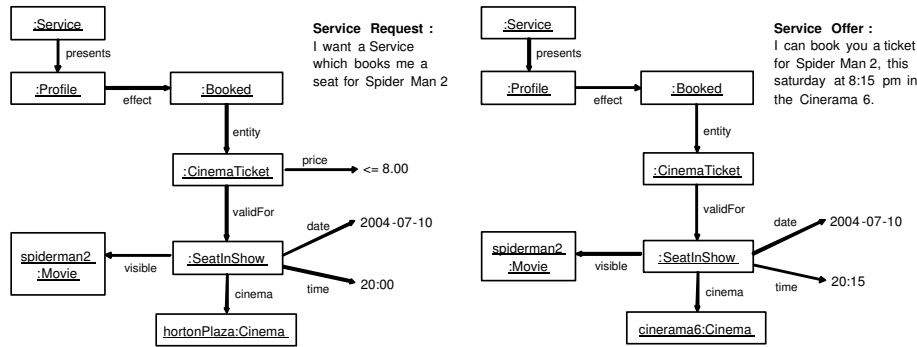 :Service
presents
:Profile
effect
:Booked
entity
:CinemaTicket
price
<= 8.00
validFor
date
2004-07-10
spiderman2
:Movie
visible
:SeatInShow
time
20:00
cinema
hortonPlaza:Cinema
Service Request :
I want a Service
which books me a
seat for Spider Man 2
:Service
presents
:Profile
effect
:Booked
entity
:CinemaTicket
validFor
date
2004-07-10
spiderman2
:Movie
visible
:SeatInShow
time
20:15
cinema
cinerama6:Cinema
Service Offer :
I can book you a ticket
for Spider Man 2, this
saturday at 8:15 pm in
the Cinerama 6.